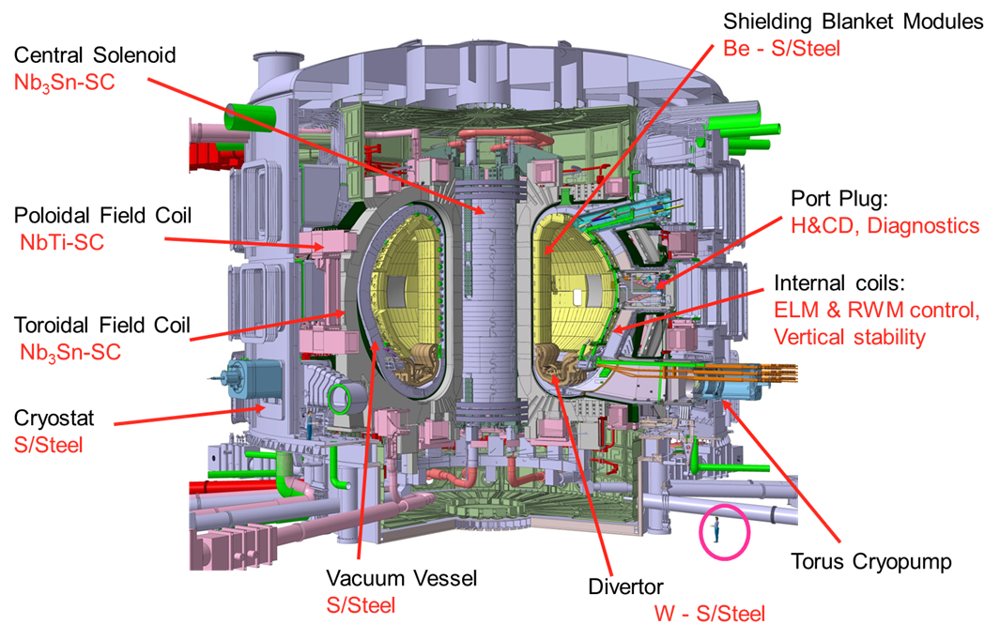 Central Solenoid
Nb₃Sn-SC
Shielding Blanket Modules
Be - S/Steel
Poloidal Field Coil
NbTi-SC
Port Plug:
H&CD, Diagnostics
Internal coils:
ELM & RWM control,
Vertical stability
Toroidal Field Coil
Nb₃Sn-SC
Cryostat
S/Steel
Vacuum Vessel
S/Steel
Divertor
W - S/Steel
Torus Cryopump